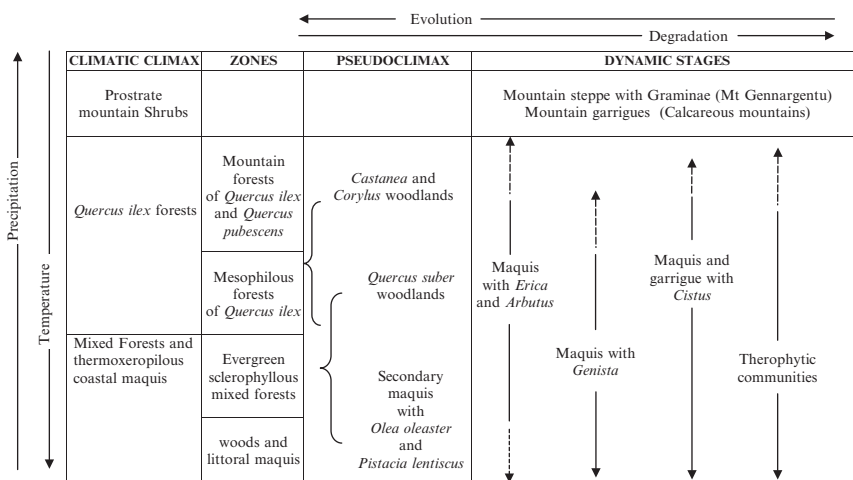 Evolution
Degradation
CLIMATIC CLIMAX
ZONES
PSEUDOCLIMAX
DYNAMIC STAGES
Prostrate
mountain Shrubs
Mountain steppe with Graminae (Mt Gennargentu)
Mountain garrigues (Calcareous mountains)
Precipitation
Temperature
Quercus ilex forests
Mountain
forests
of Quercus ilex
and Quercus
pubescens
Castanea and
Corylus woodlands
Mesophilous
forests
of Quercus ilex
Quercus suber
woodlands
Maquis
with Erica
and Arbutus
Maquis with
Genista
Maquis and
garrigue with
Cistus
Therophytic
communities
Mixed Forests and
thermoxeropilous
coastal maquis
Evergreen
sclerophyllous
mixed forests
Secondary
maquis
with
Olea oleaster
and
Pistacia lentiscus
woods and
littoral maquis